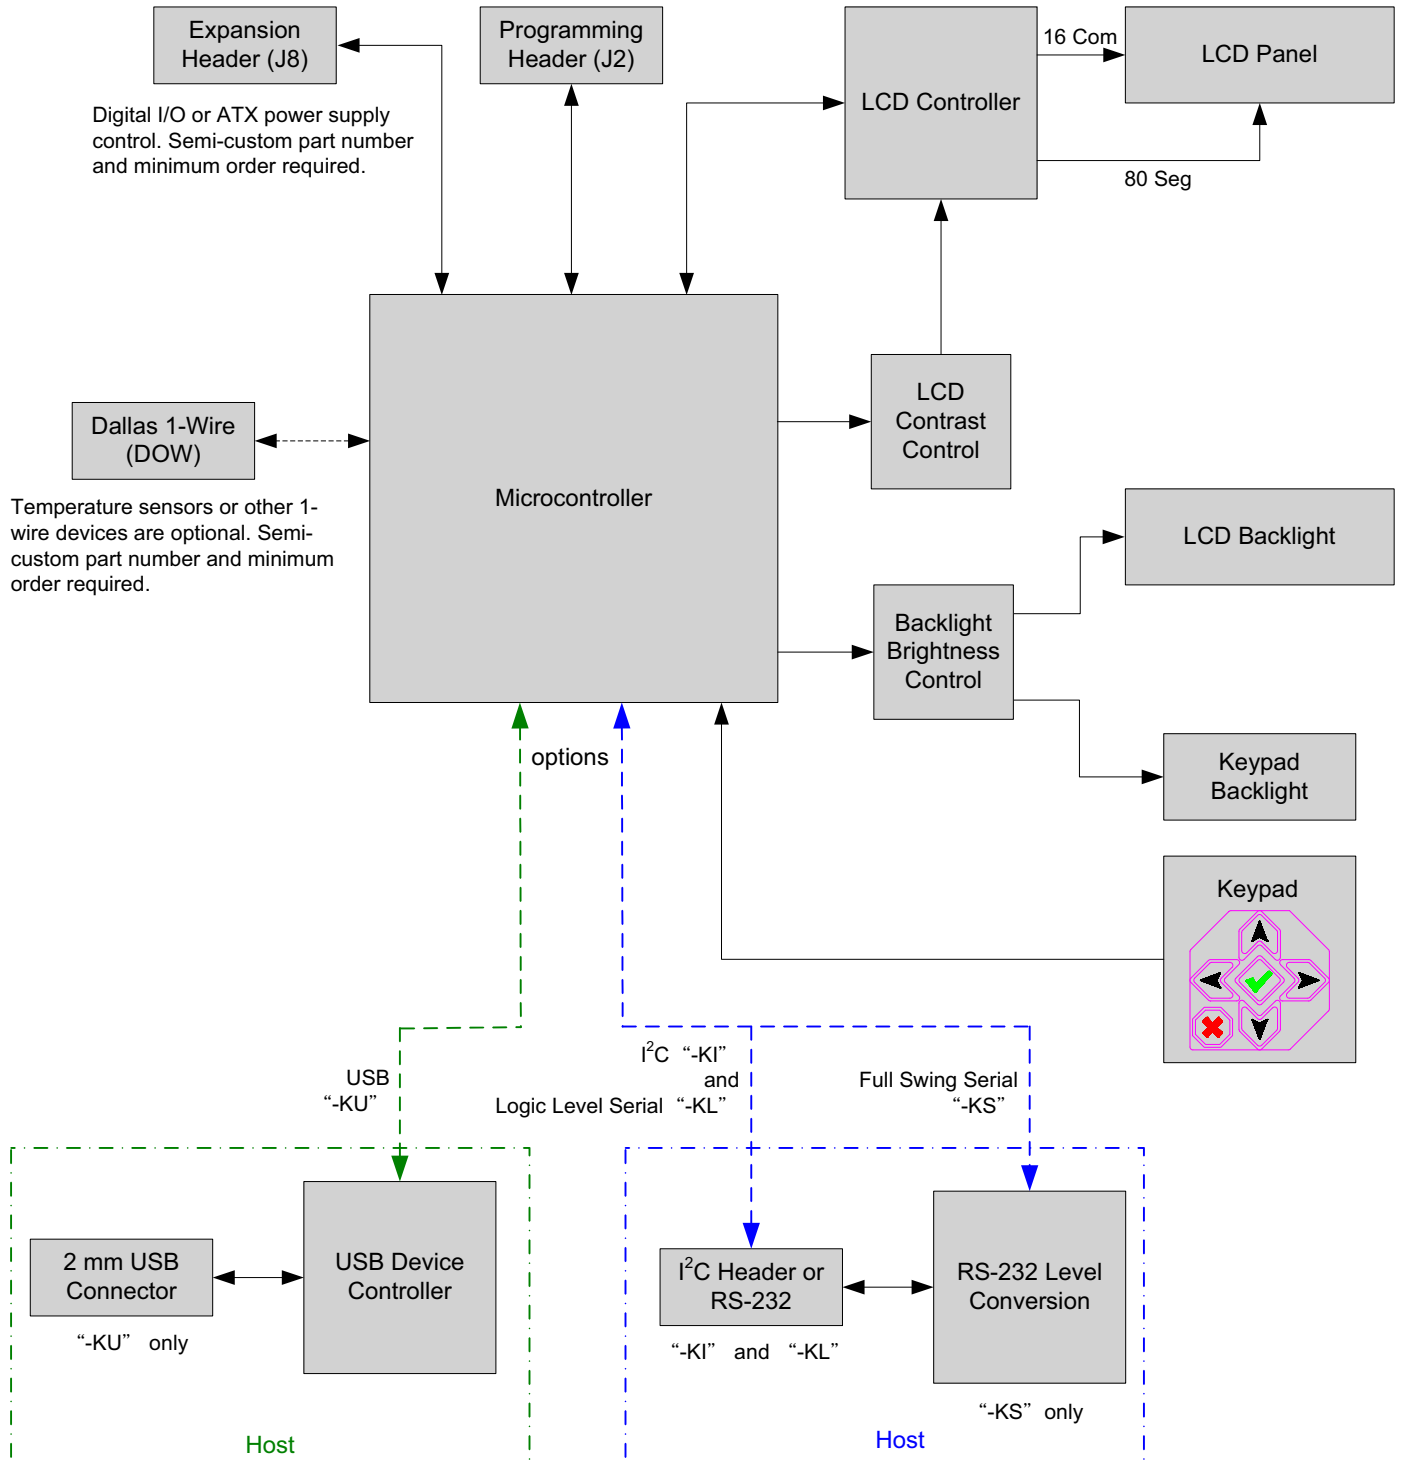 Expansion
Header (J8)
Programming
Header (J2)
LCD Controller
16 Com
LCD Panel
80 Seg
Digital I/O or ATX power supply
control. Semi-custom part number
and minimum order required.
Dallas 1-Wire
(DOW)
Temperature sensors or other 1-
wire devices are optional. Semi-
custom part number and minimum
order required.
Microcontroller
LCD
Contrast
Control
LCD Backlight
Backlight
Brightness
Control
Keypad
Backlight
Keypad
options
USB
“-KU”
I²C “-KI”
and
Logic Level Serial “-KL”
Full Swing Serial
“-KS”
2 mm USB
Connector
“-KU” only
USB Device
Controller
Host
I²C Header or
RS-232
“-KI” and “-KL”
RS-232 Level
Conversion
“-KS” only
Host